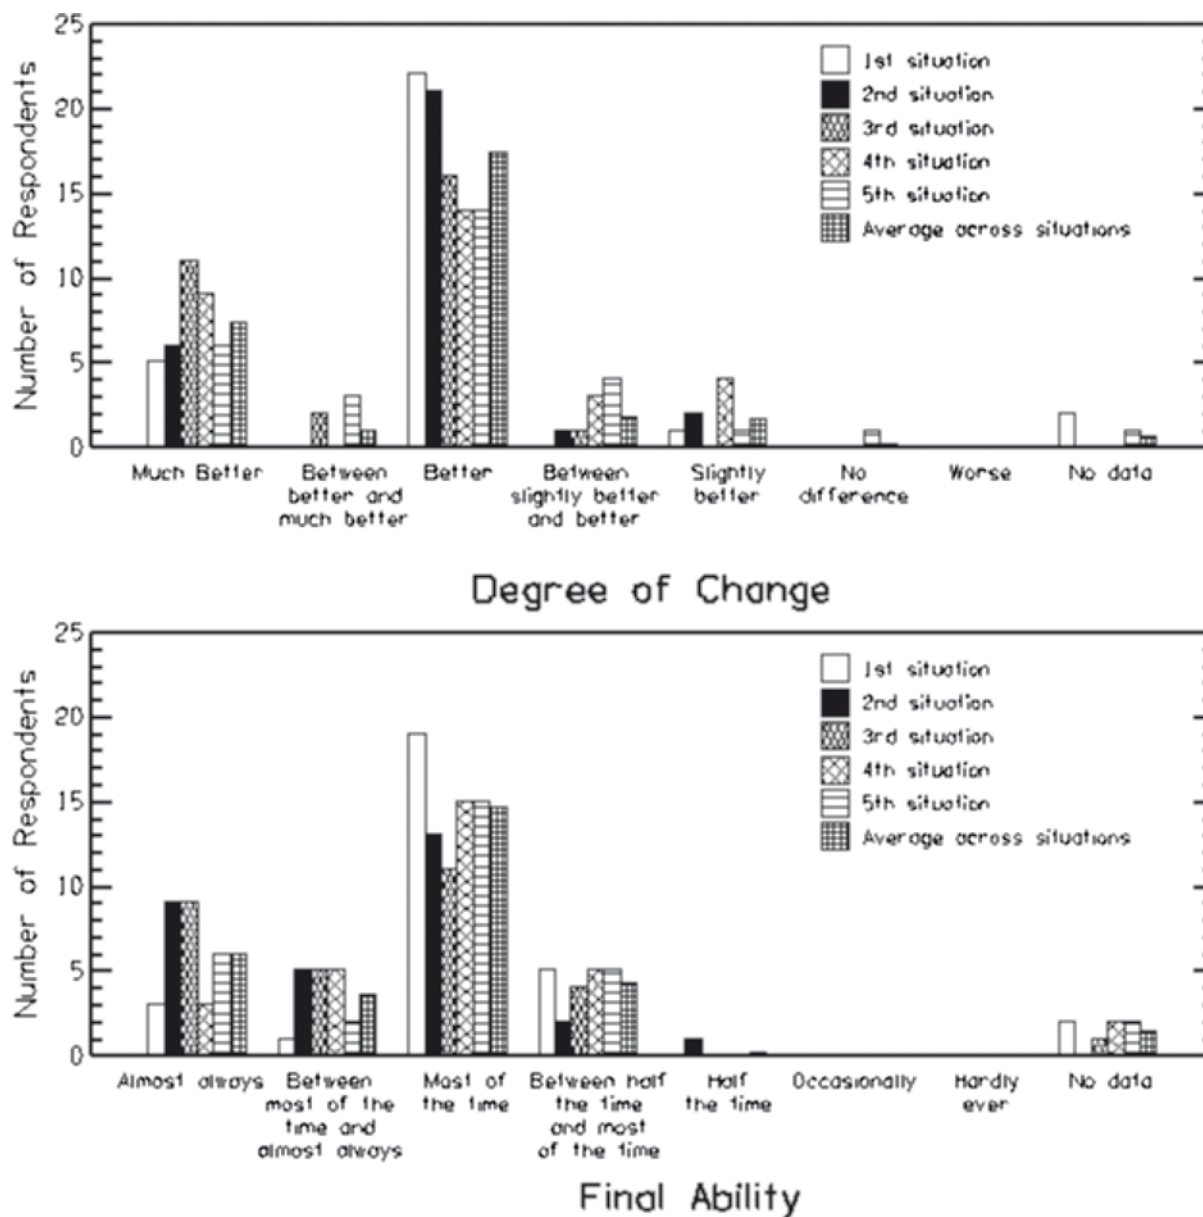 25
20
15
10
5
0
Number of Respondents
1st situation
2nd situation
3rd situation
4th situation
5th situation
Average across situations
Much Better
Between
better and
much better
Better
Between
slightly better
and better
Slightly
better
No
difference
Worse
No data
Degree of Change
25
20
15
10
5
0
Number of Respondents
1st situation
2nd situation
3rd situation
4th situation
5th situation
Average across situations
Almost always
Between
most of the
time and
almost always
Most of
the time
Between half
the time
and most
of the time
Half
the time
Occasionally
Hardly
ever
No data
Final Ability